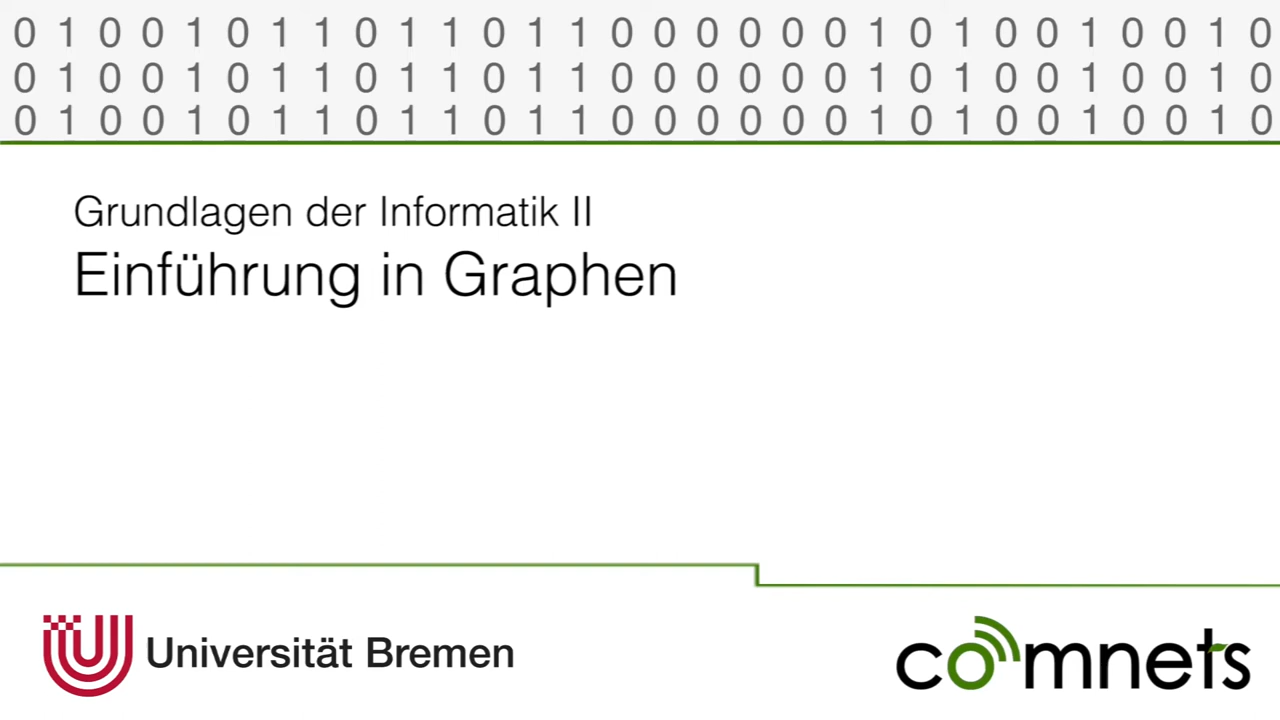 0 1 0 0 1 0 1 1 0 1 1 0 1 1 0 0 0 0 0 0 1 0 1 0 0 1 0 0 1 0
0 1 0 0 1 0 1 1 0 1 1 0 1 1 0 0 0 0 0 0 1 0 1 0 0 1 0 0 1 0
0 1 0 0 1 0 1 1 0 1 1 0 1 1 0 0 0 0 0 0 1 0 1 0 0 1 0 0 1 0
Grundlagen der Informatik II
Einführung in Graphen
Universität Bremen
comnets